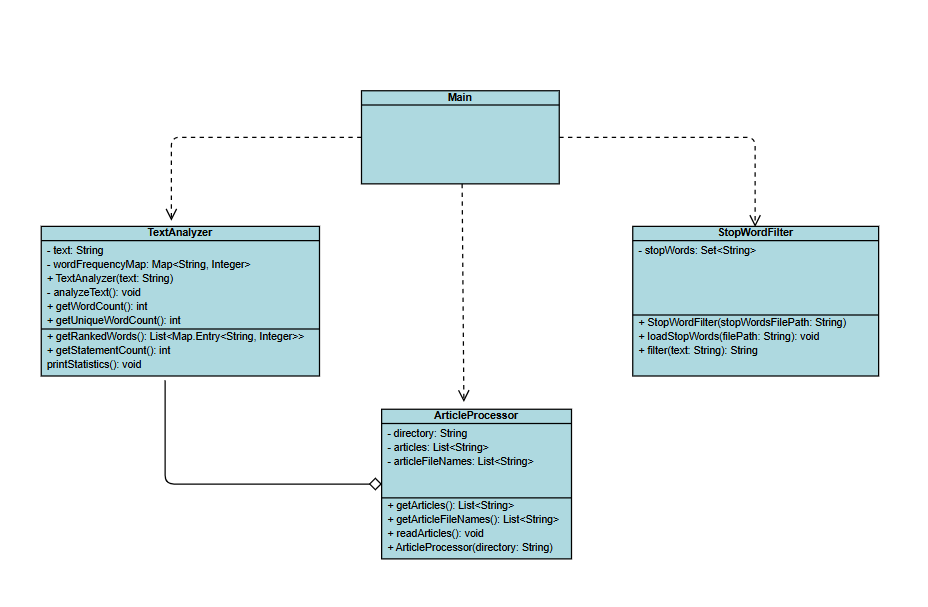 Main
TextAnalyzer
- text: String
- wordFrequencyMap: Map<String, Integer>
+ TextAnalyzer(text: String)
- analyzeText(): void
+ getWordCount(): int
+ getUniqueWordCount(): int
+ getRankedWords(): List<Map.Entry<String, Integer>>
+ getStatementCount(): int
printStatistics(): void
StopWordFilter
- stopWords: Set<String>
+ StopWordFilter(stopWordsFilePath: String)
+ loadStopWords(filePath: String): void
+ filter(text: String): String
ArticleProcessor
- directory: String
- articles: List<String>
- articleFileNames: List<String>
+ getArticles(): List<String>
+ getArticleFileNames(): List<String>
+ readArticles(): void
+ ArticleProcessor(directory: String)